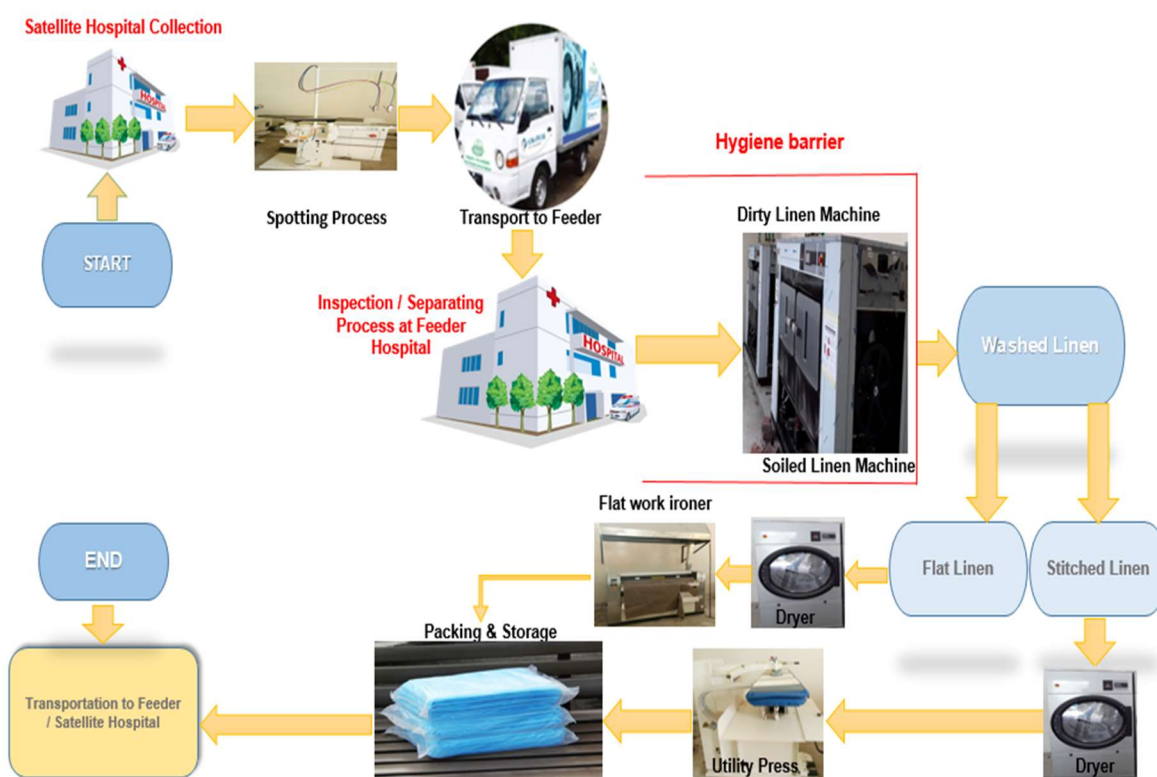 Satellite Hospital Collection
HOSPITAL
START
Spotting Process
Transport to Feeder
Hygiene barrier
Inspection / Separating
Process at Feeder
Hospital
HOSPITAL
Dirty Linen Machine
Soiled Linen Machine
Washed Linen
Flat Linen
Stitched Linen
Dryer
Flat work ironer
Dryer
Utility Press
Packing & Storage
END
Transportation to Feeder
/ Satellite Hospital